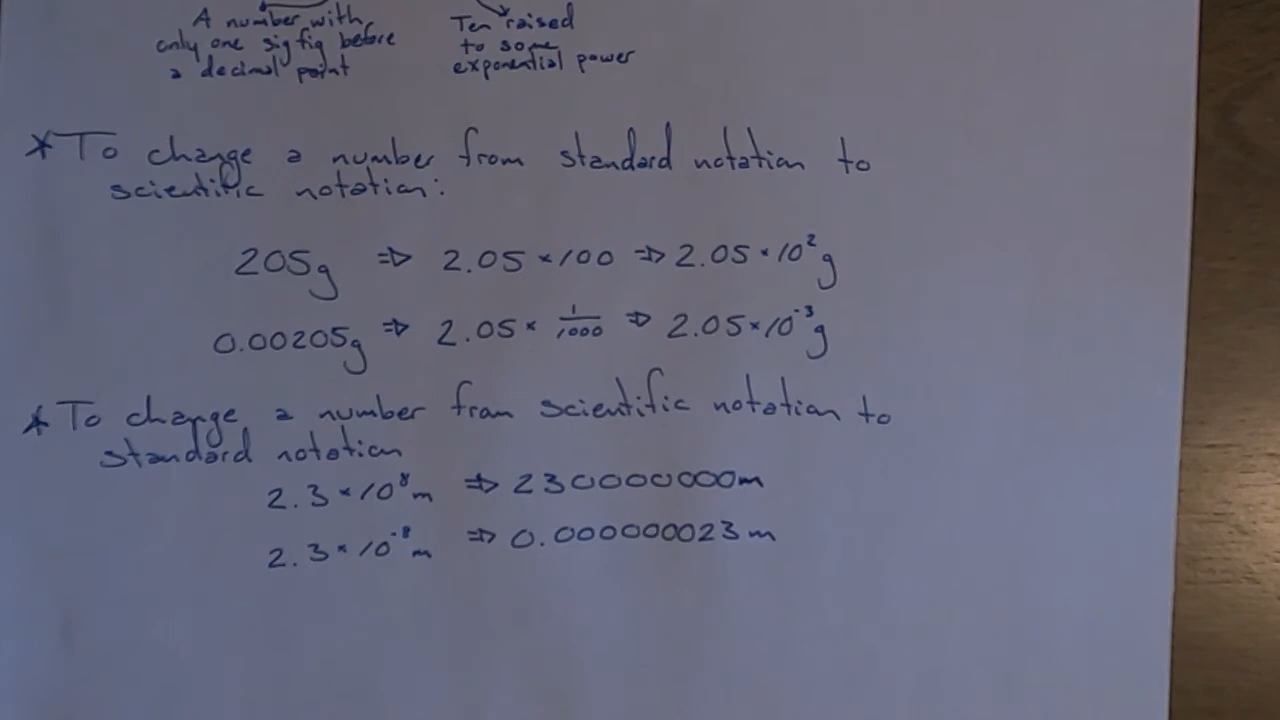 A number with
only one sig fig before
a decimal point
Ten raised
to some
exponential power
* To change a number from standard notation to
scientific notation:
205g ⇒ 2.05 × 100 ⇒ 2.05 × 10² g
0.00205g ⇒ 2.05 × 1/1000 ⇒ 2.05 × 10⁻³ g
* To change a number from scientific notation to
standard notation
2.3 × 10⁸ m ⇒ 230000000m
2.3 × 10⁻⁸ m ⇒ 0.000000023 m